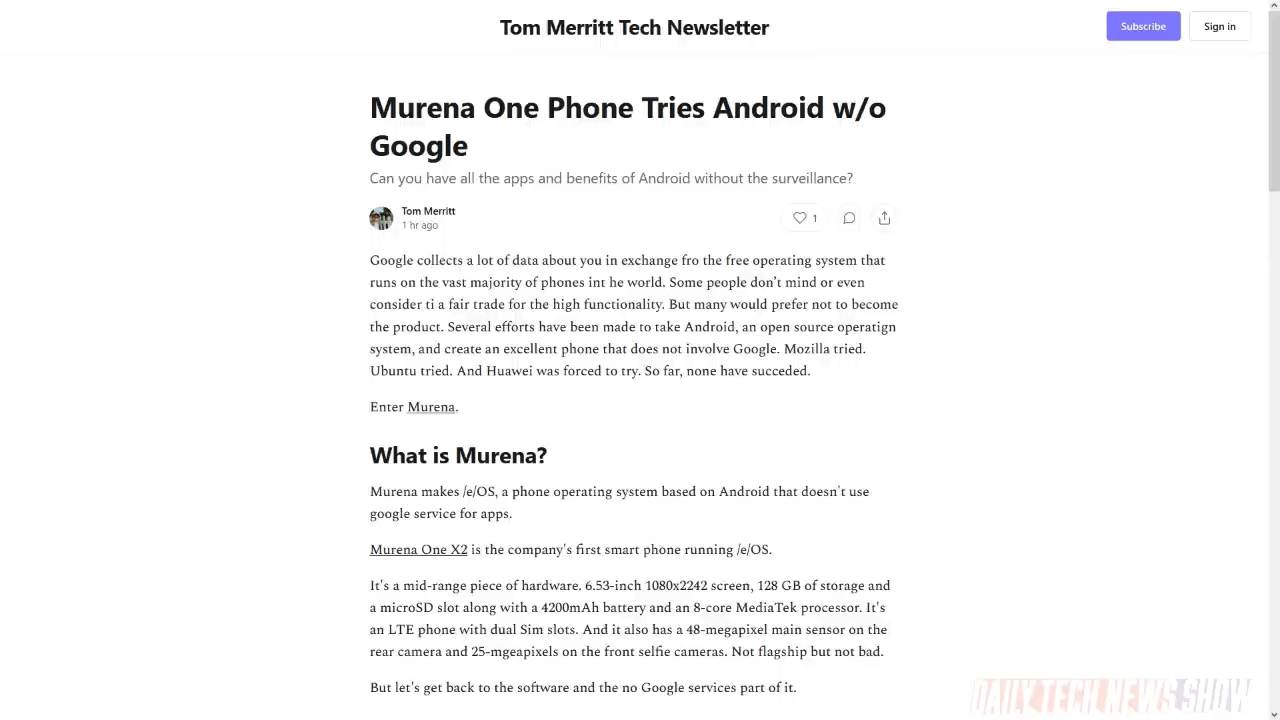 Tom Merritt Tech Newsletter
Subscribe
Sign in
Murena One Phone Tries Android w/o
Google
Can you have all the apps and benefits of Android without the surveillance?
Tom Merritt
1 hr ago
1
Google collects a lot of data about you in exchange fro the free operating system that
runs on the vast majority of phones int he world. Some people don't mind or even
consider ti a fair trade for the high functionality. But many would prefer not to become
the product. Several efforts have been made to take Android, an open source operatign
system, and create an excellent phone that does not involve Google. Mozilla tried.
Ubuntu tried. And Huawei was forced to try. So far, none have succeded.
Enter Murena.
What is Murena?
Murena makes /e/OS, a phone operating system based on Android that doesn't use
google service for apps.
Murena One X2 is the company's first smart phone running /e/OS.
It's a mid-range piece of hardware. 6.53-inch 1080x2242 screen, 128 GB of storage and
a microSD slot along with a 4200mAh battery and an 8-core MediaTek processor. It's
an LTE phone with dual Sim slots. And it also has a 48-megapixel main sensor on the
rear camera and 25-mgeapixels on the front selfie cameras. Not flagship but not bad.
But let's get back to the software and the no Google services part of it.
DAILY TECH NEWS SHOW